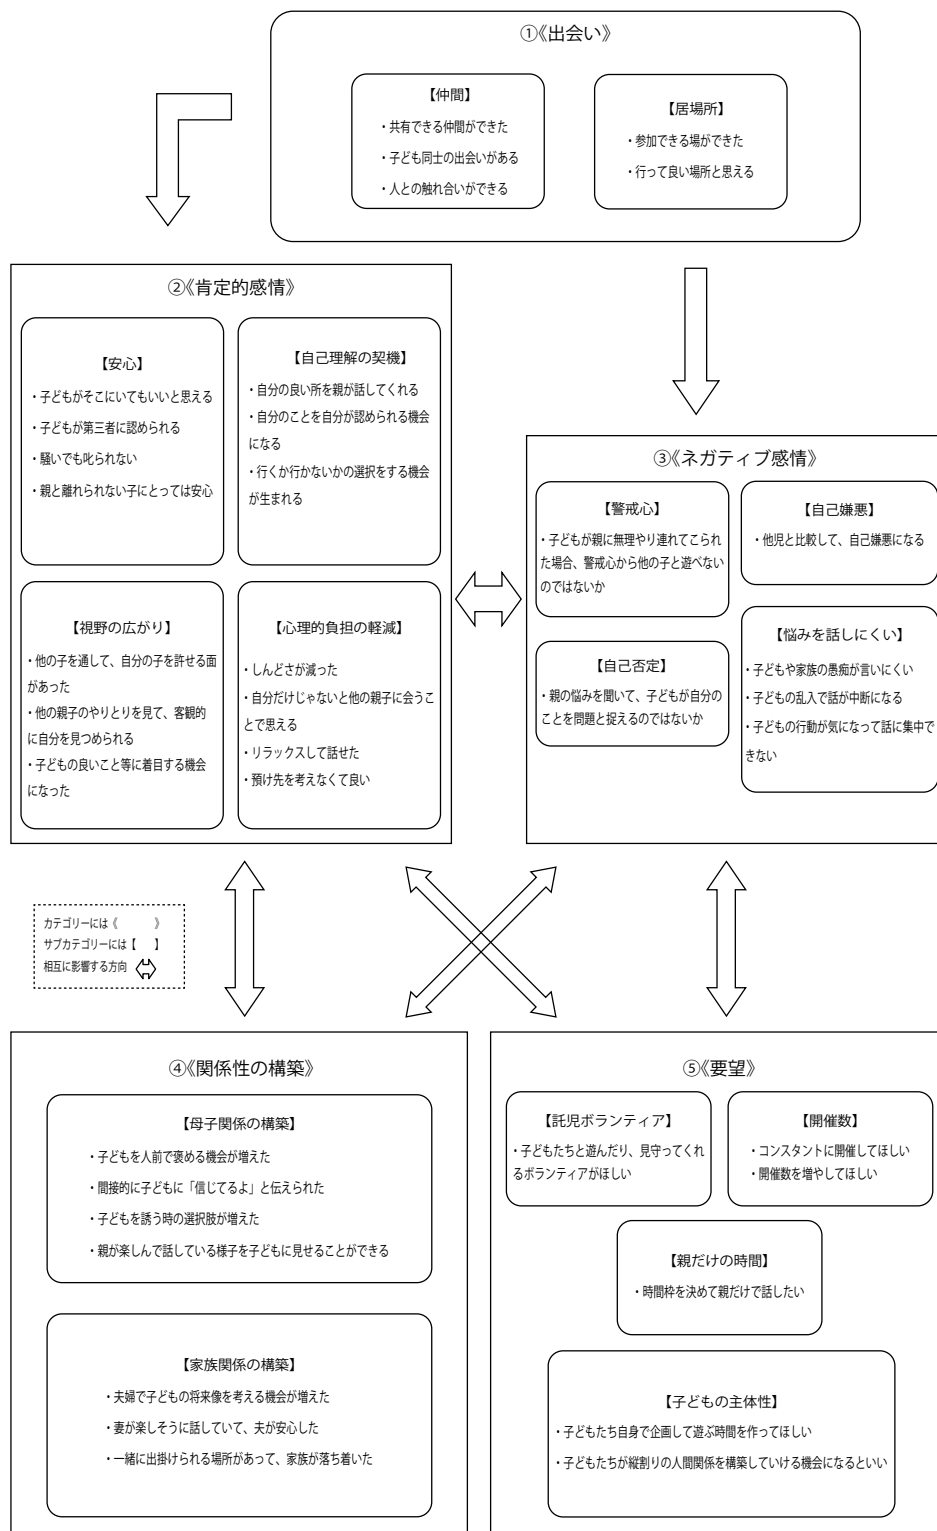 ①《出会い》
【仲間】
・共有できる仲間ができた
・子ども同士の出会いがある
・人との触れ合いができる
【居場所】
・参加できる場ができた
・行って良い場所と思える
②《肯定的感情》
【安心】
・子どもがそこにいてもいいと思える
・子どもが第三者に認められる
・騒いでも叱られない
・親と離れられない子にとっては安心
【自己理解の契機】
・自分の良い所を親が話してくれる
・自分のことを自分が認められる機会
になる
・行くか行かないかの選択をする機会
が生まれる
【視野の広がり】
・他の子を通して、自分の子を許せる面
があった
・他の親子のやりとりを見て、客観的
に自分を見つめられる
・子どもの良いこと等に着目する機会
になった
【心理的負担の軽減】
・しんどさが減った
・自分だけじゃないと他の親子に会うこ
とで思える
・リラックスして話せた
・預け先を考えなくて良い
③《ネガティブ感情》
【警戒心】
・子どもが親に無理やり連れてこられ
た場合、警戒心から他の子と遊べない
のではないか
【自己嫌悪】
・他児と比較して、自己嫌悪になる
【自己否定】
・親の悩みを聞いて、子どもが自分の
ことを問題と捉えるのではないか
【悩みを話しにくい】
・子どもや家族の愚痴が言いにくい
・子どもの乱入で話が中断になる
・子どもの行動が気になって話に集中で
きない
カテゴリーには《　　　》
サブカテゴリーには【　】
相互に影響する方向
④《関係性の構築》
【母子関係の構築】
・子どもを人前で褒める機会が増えた
・間接的に子どもに「信じてるよ」と伝えられた
・子どもを誘う時の選択肢が増えた
・親が楽しんで話している様子を子どもに見せることができる
【家族関係の構築】
・夫婦で子どもの将来像を考える機会が増えた
・妻が楽しそうに話していて、夫が安心した
・一緒に出掛けられる場所があって、家族が落ち着いた
⑤《要望》
【託児ボランティア】
・子どもたちと遊んだり、見守ってくれ
るボランティアがほしい
【開催数】
・コンスタントに開催してほしい
・開催数を増やしてほしい
【親だけの時間】
・時間枠を決めて親だけで話したい
【子どもの主体性】
・子どもたち自身で企画して遊ぶ時間を作ってほしい
・子どもたちが縦割りの人間関係を構築していける機会になるといい